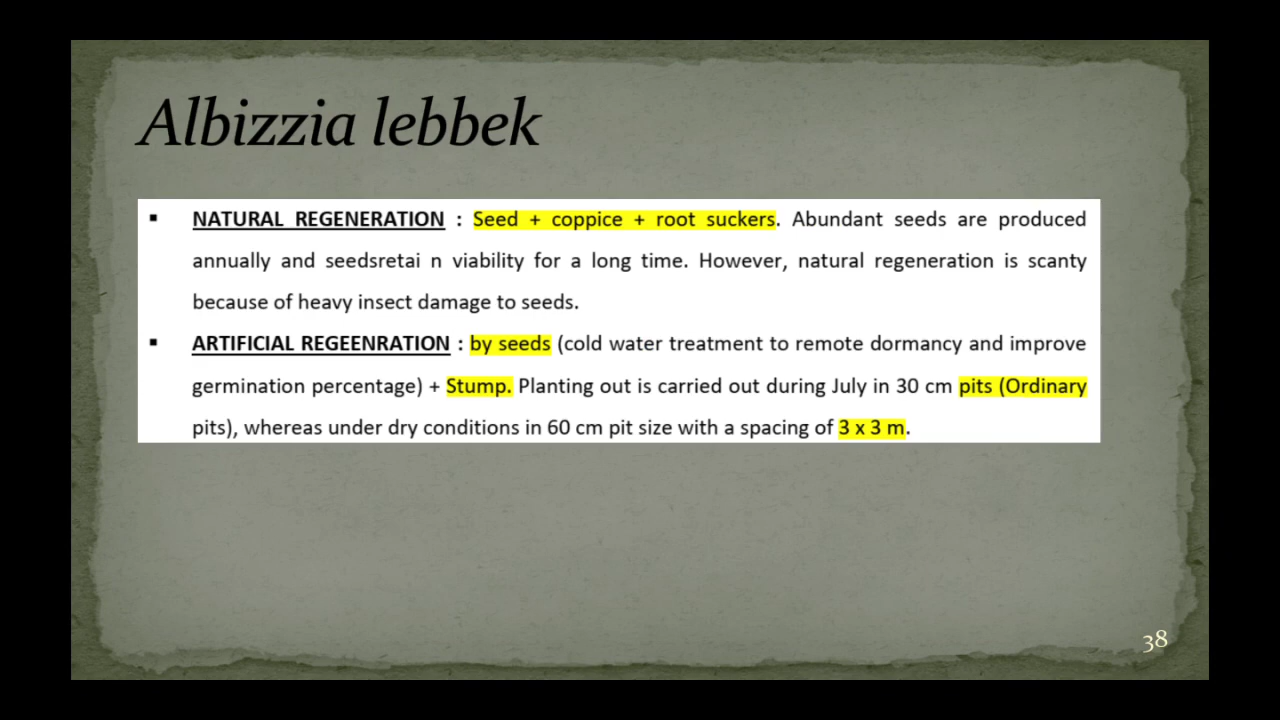 Albizzia lebbek
▪ NATURAL REGENERATION : Seed + coppice + root suckers. Abundant seeds are produced
annually and seedsretai n viability for a long time. However, natural regeneration is scanty
because of heavy insect damage to seeds.
▪ ARTIFICIAL REGEENRATION : by seeds (cold water treatment to remote dormancy and improve
germination percentage) + Stump. Planting out is carried out during July in 30 cm pits (Ordinary
pits), whereas under dry conditions in 60 cm pit size with a spacing of 3 x 3 m.
38